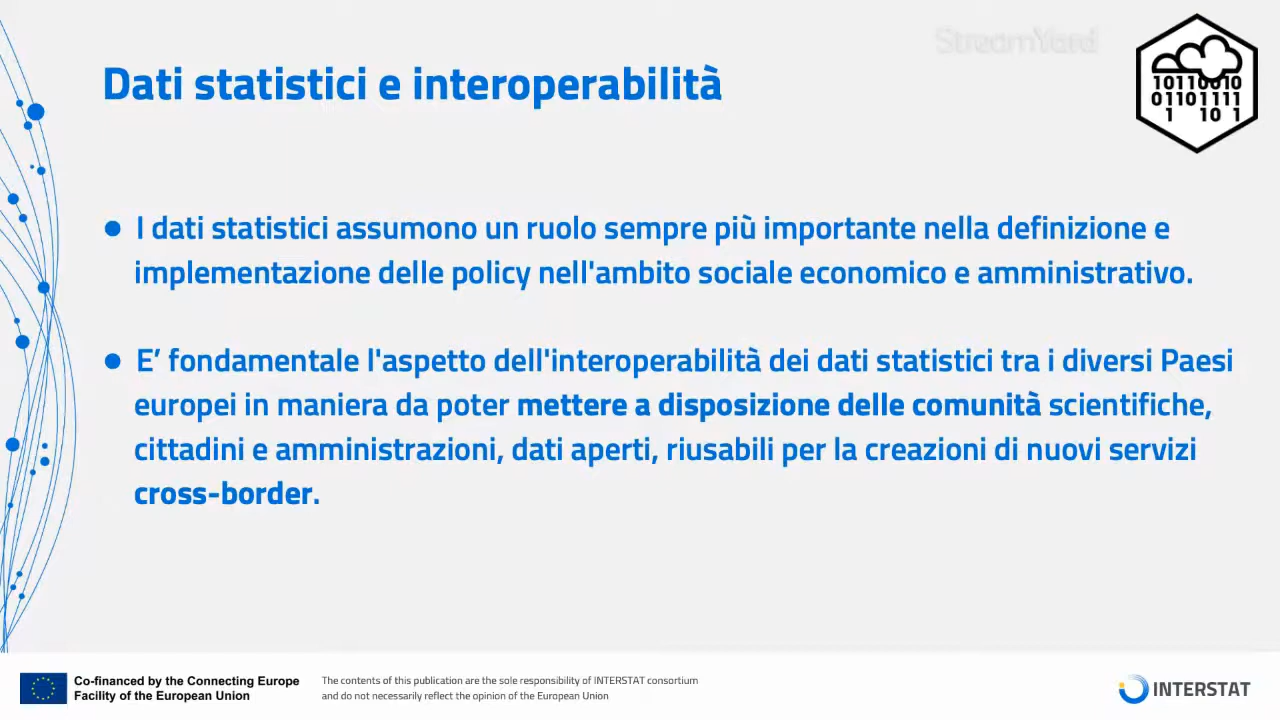 StreamYard
Dati statistici e interoperabilità
10110010
01101111
1 10 1
● I dati statistici assumono un ruolo sempre più importante nella definizione e
implementazione delle policy nell'ambito sociale economico e amministrativo.
● E’ fondamentale l'aspetto dell'interoperabilità dei dati statistici tra i diversi Paesi
europei in maniera da poter mettere a disposizione delle comunità scientifiche,
cittadini e amministrazioni, dati aperti, riusabili per la creazioni di nuovi servizi
cross-border.
Co-financed by the Connecting Europe
Facility of the European Union
The contents of this publication are the sole responsibility of INTERSTAT consortium
and do not necessarily reflect the opinion of the European Union
INTERSTAT